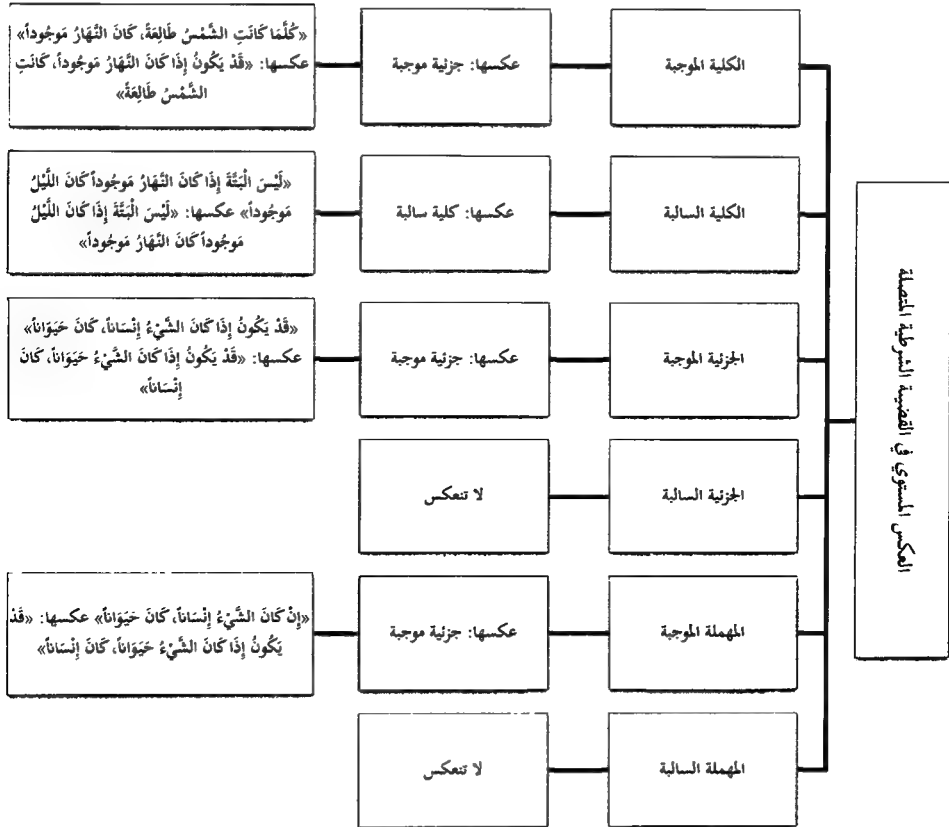 العكس المستوي في القضية الشرطية المتصلة
الكلية الموجبة
عكسها: جزئية موجبة
«كُلَّمَا كَانَتِ الشَّمْسُ طَالِعَةً، كَانَ النَّهَارُ مَوجُوداً»
عكسها: «قَدْ يَكُونُ إِذَا كَانَ النَّهَارُ مَوجُوداً، كَانَتِ
الشَّمْسُ طَالِعَةً»
الكلية السالبة
عكسها: كلية سالبة
«لَيْسَ الْبَتَّةَ إِذَا كَانَ النَّهَارُ مَوجُوداً كَانَ اللَّيْلُ
مَوجُوداً» عكسها: «لَيْسَ الْبَتَّةَ إِذَا كَانَ اللَّيْلُ
مَوجُوداً كَانَ النَّهَارُ مَوجُوداً»
الجزئية الموجبة
عكسها: جزئية موجبة
«قَدْ يَكُونُ إِذَا كَانَ الشَّيْءُ إِنْسَاناً، كَانَ حَيَوَاناً»
عكسها: «قَدْ يَكُونُ إِذَا كَانَ الشَّيْءُ حَيَوَاناً، كَانَ
إِنْسَاناً»
الجزئية السالبة
لا تنعكس
المهملة الموجبة
عكسها: جزئية موجبة
«إِنْ كَانَ الشَّيْءُ إِنْسَاناً، كَانَ حَيَوَاناً» عكسها: «قَدْ
يَكُونُ إِذَا كَانَ الشَّيْءُ حَيَوَاناً، كَانَ إِنْسَاناً»
المهملة السالبة
لا تنعكس